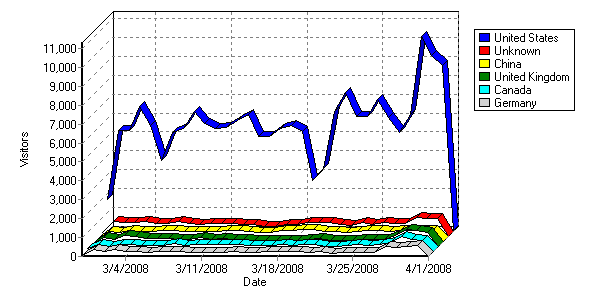 11,000
10,000
9,000
8,000
7,000
6,000
5,000
4,000
3,000
2,000
1,000
0
Visitors
3/4/2008 3/11/2008 3/18/2008 3/25/2008 4/1/2008
Date
United States
Unknown
China
United Kingdom
Canada
Germany